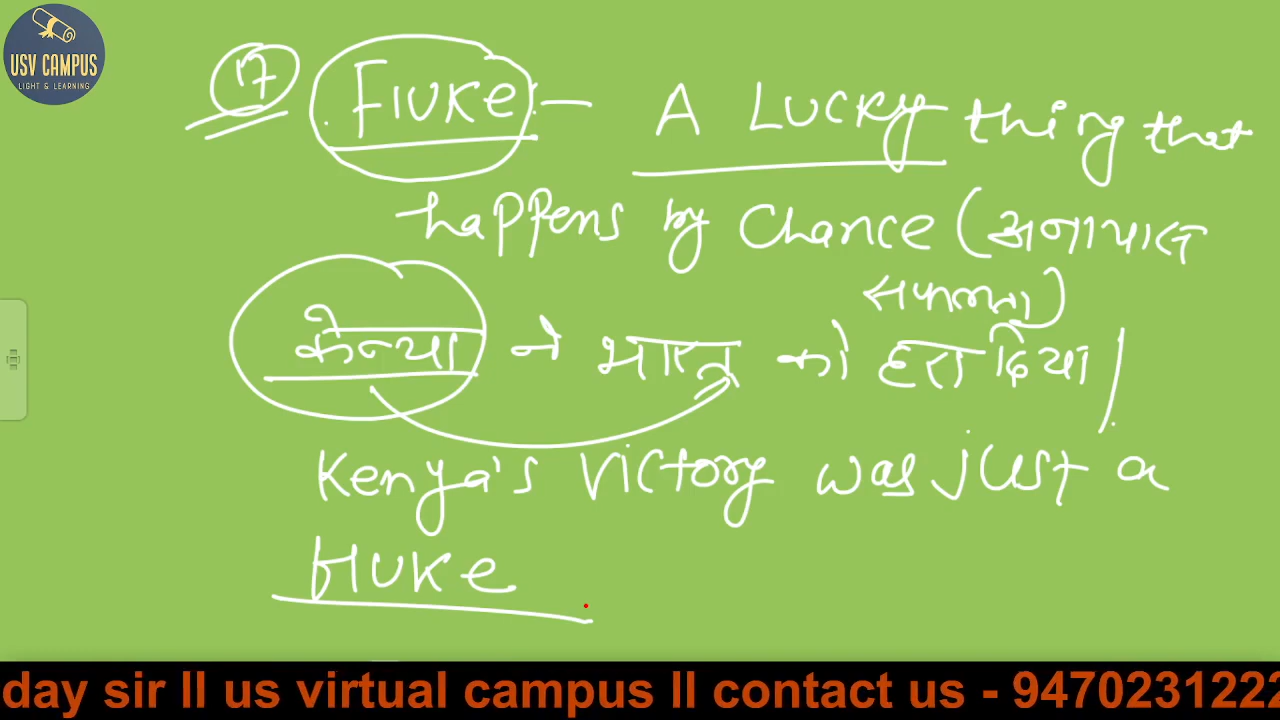 USV CAMPUS
LIGHT & LEARNING
17 Fluke - A Lucky thing that
happens by Chance (अनायास
सफलता)
केन्या ने भारत को हरा दिया।
Kenya's victory was just a
fluke
day sir ll us virtual campus ll contact us - 9470231222